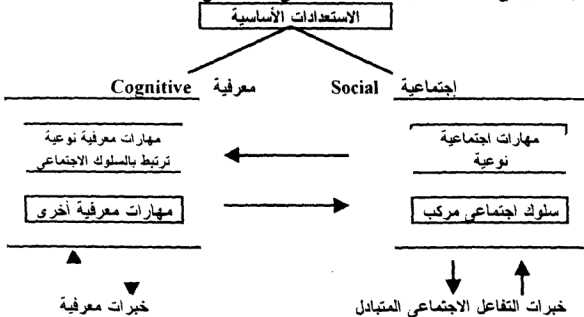 الاستعدادات الأساسية
إجتماعية Social
معرفية Cognitive
مهارات اجتماعية
نوعية
مهارات معرفية نوعية
ترتبط بالسلوك الاجتماعي
سلوك اجتماعي مركب
مهارات معرفية أخرى
خبرات التفاعل الاجتماعي المتبادل
خبرات معرفية